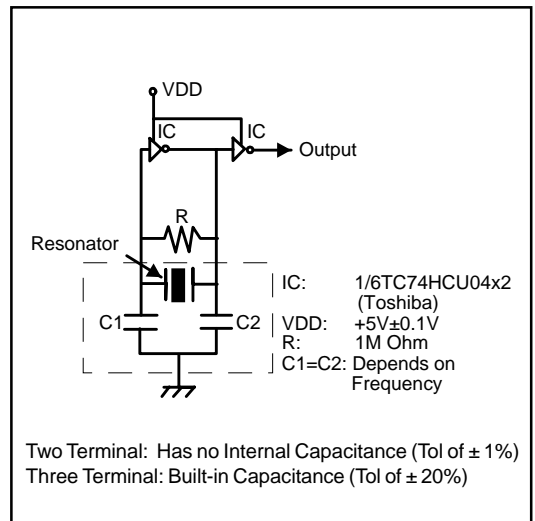 VDD
IC IC
Output
R
Resonator
C1 C2
IC: 1/6TC74HCU04x2
(Toshiba)
VDD: +5V±0.1V
R: 1M Ohm
C1=C2: Depends on
Frequency
Two Terminal: Has no Internal Capacitance (Tol of ± 1%)
Three Terminal: Built-in Capacitance (Tol of ± 20%)